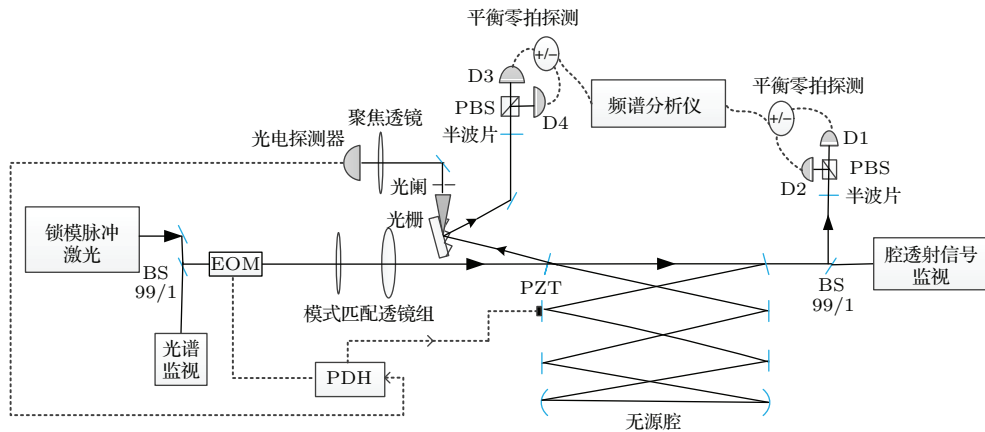 平衡零拍探测
+/−
D3
PBS
D4
半波片
频谱分析仪
平衡零拍探测
+/−
D1
PBS
D2
半波片
聚焦透镜
光电探测器
光阑
光栅
锁模脉冲
激光
BS
99/1
EOM
模式匹配透镜组
PZT
BS
99/1
腔透射信号
监视
光谱
监视
PDH
无源腔